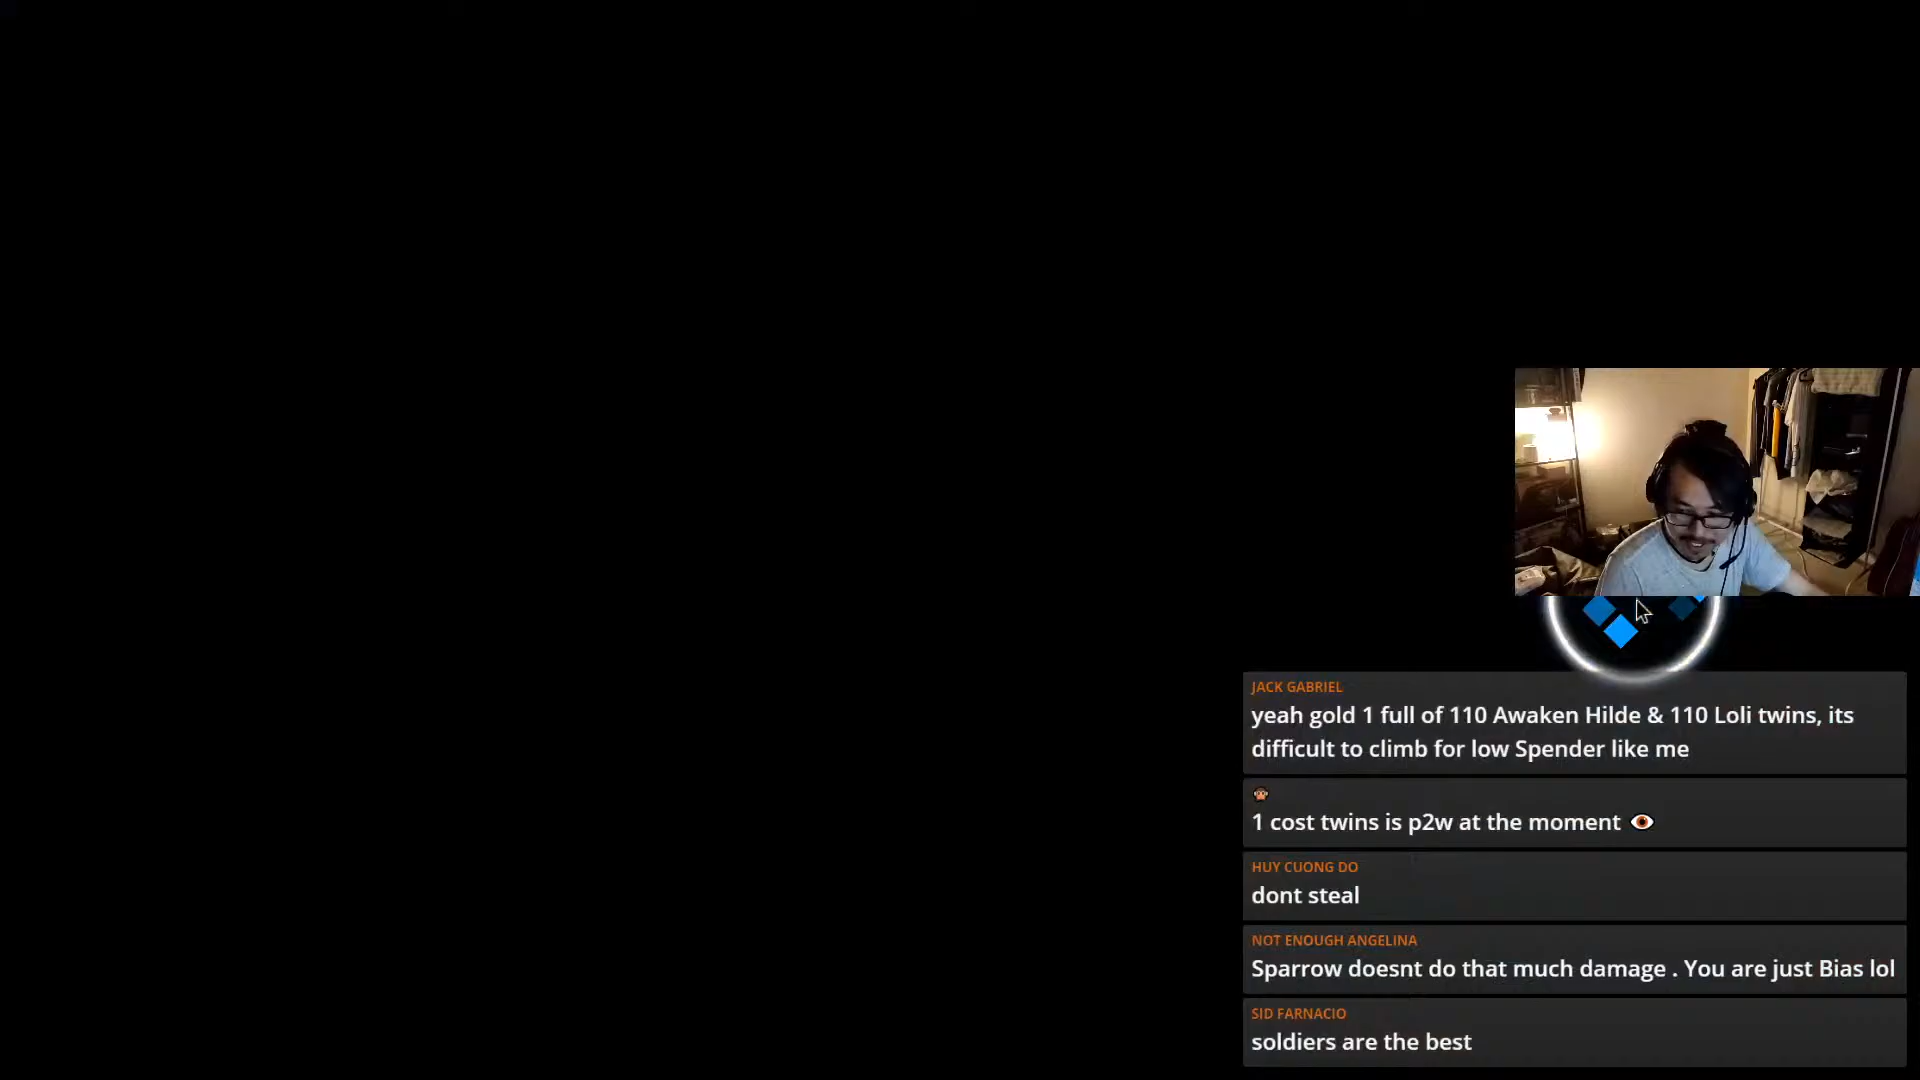 JACK GABRIEL
yeah gold 1 full of 110 Awaken Hilde & 110 Loli twins, its
difficult to climb for low Spender like me
1 cost twins is p2w at the moment 👁
HUY CUONG DO
dont steal
NOT ENOUGH ANGELINA
Sparrow doesnt do that much damage . You are just Bias lol
SID FARNACIO
soldiers are the best